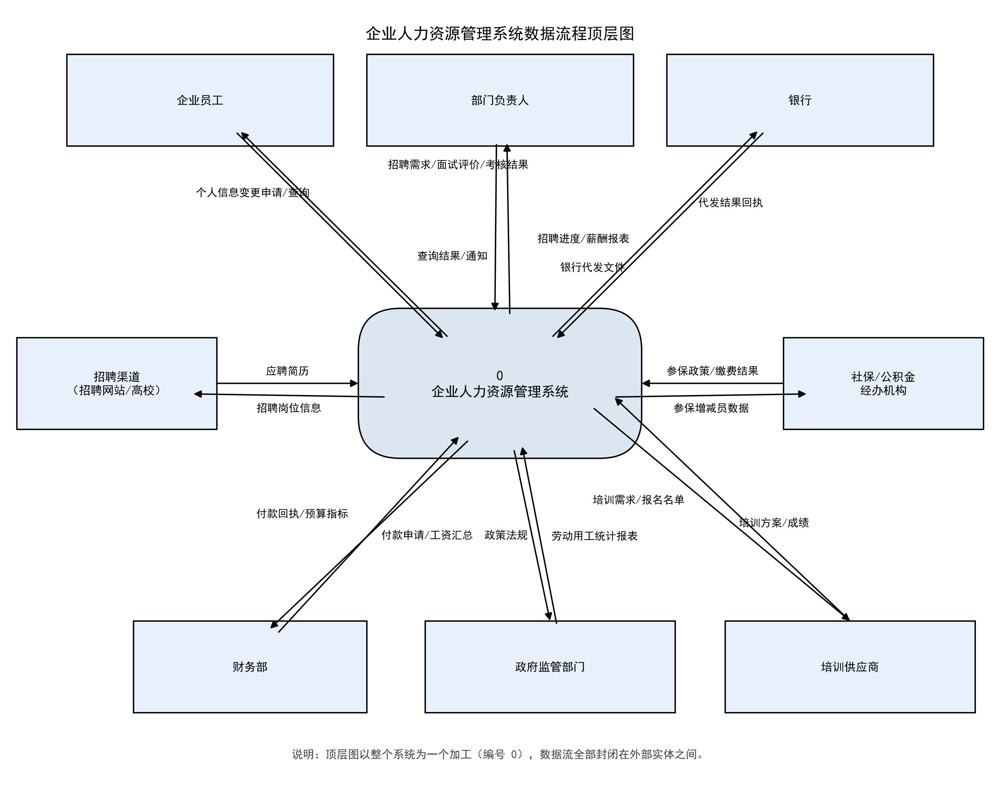 企业人力资源管理系统数据流程顶层图
企业员工
部门负责人
银行
招聘需求/面试评价/考核结果
个人信息变更申请/查询
代发结果回执
招聘进度/薪酬报表
查询结果/通知
银行代发文件
招聘渠道
（招聘网站/高校）
应聘简历
招聘岗位信息
0
企业人力资源管理系统
参保政策/缴费结果
参保增减员数据
社保/公积金
经办机构
培训需求/报名名单
付款回执/预算指标
培训方案/成绩
付款申请/工资汇总
政策法规
劳动用工统计报表
财务部
政府监管部门
培训供应商
说明：顶层图以整个系统为一个加工（编号 0），数据流全部封闭在外部实体之间。